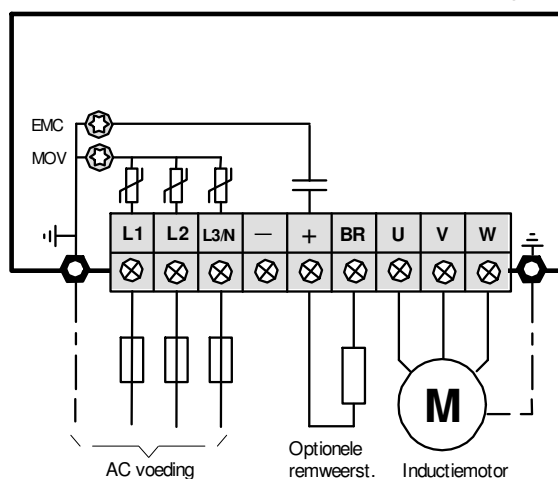 EMC
MOV
L1 L2 L3/N — + BR U V W
M
AC voeding
Optionele
remweerst.
Inductiemotor